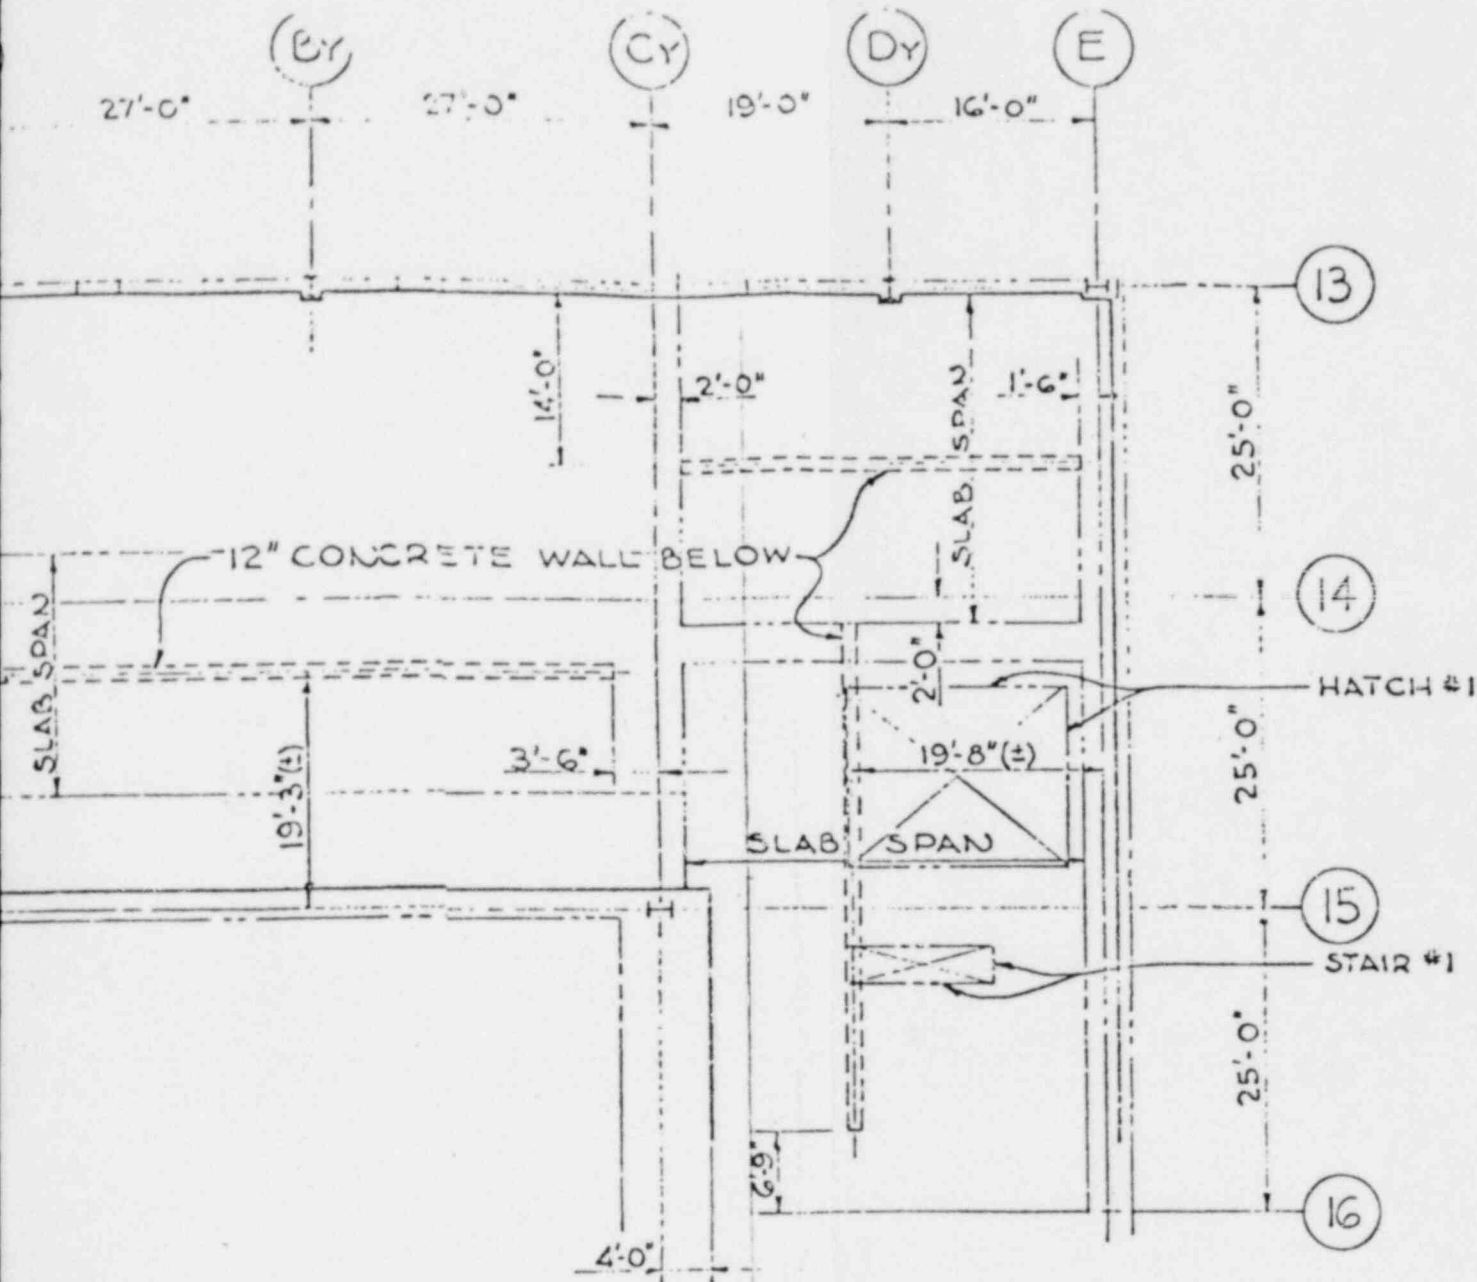 BY CY DY E
27'-0" 27'-0" 19'-0" 16'-0"
13
14'-0"
2'-0"
SLAB SPAN
1'-6"
25'-0"
12" CONCRETE WALL BELOW
14
SLAB SPAN
2'-0"
HATCH #1
19'-3"(±)
3'-6"
19'-8"(±)
25'-0"
SLAB SPAN
15
STAIR #1
25'-0"
6'-9"
16
4'-0"